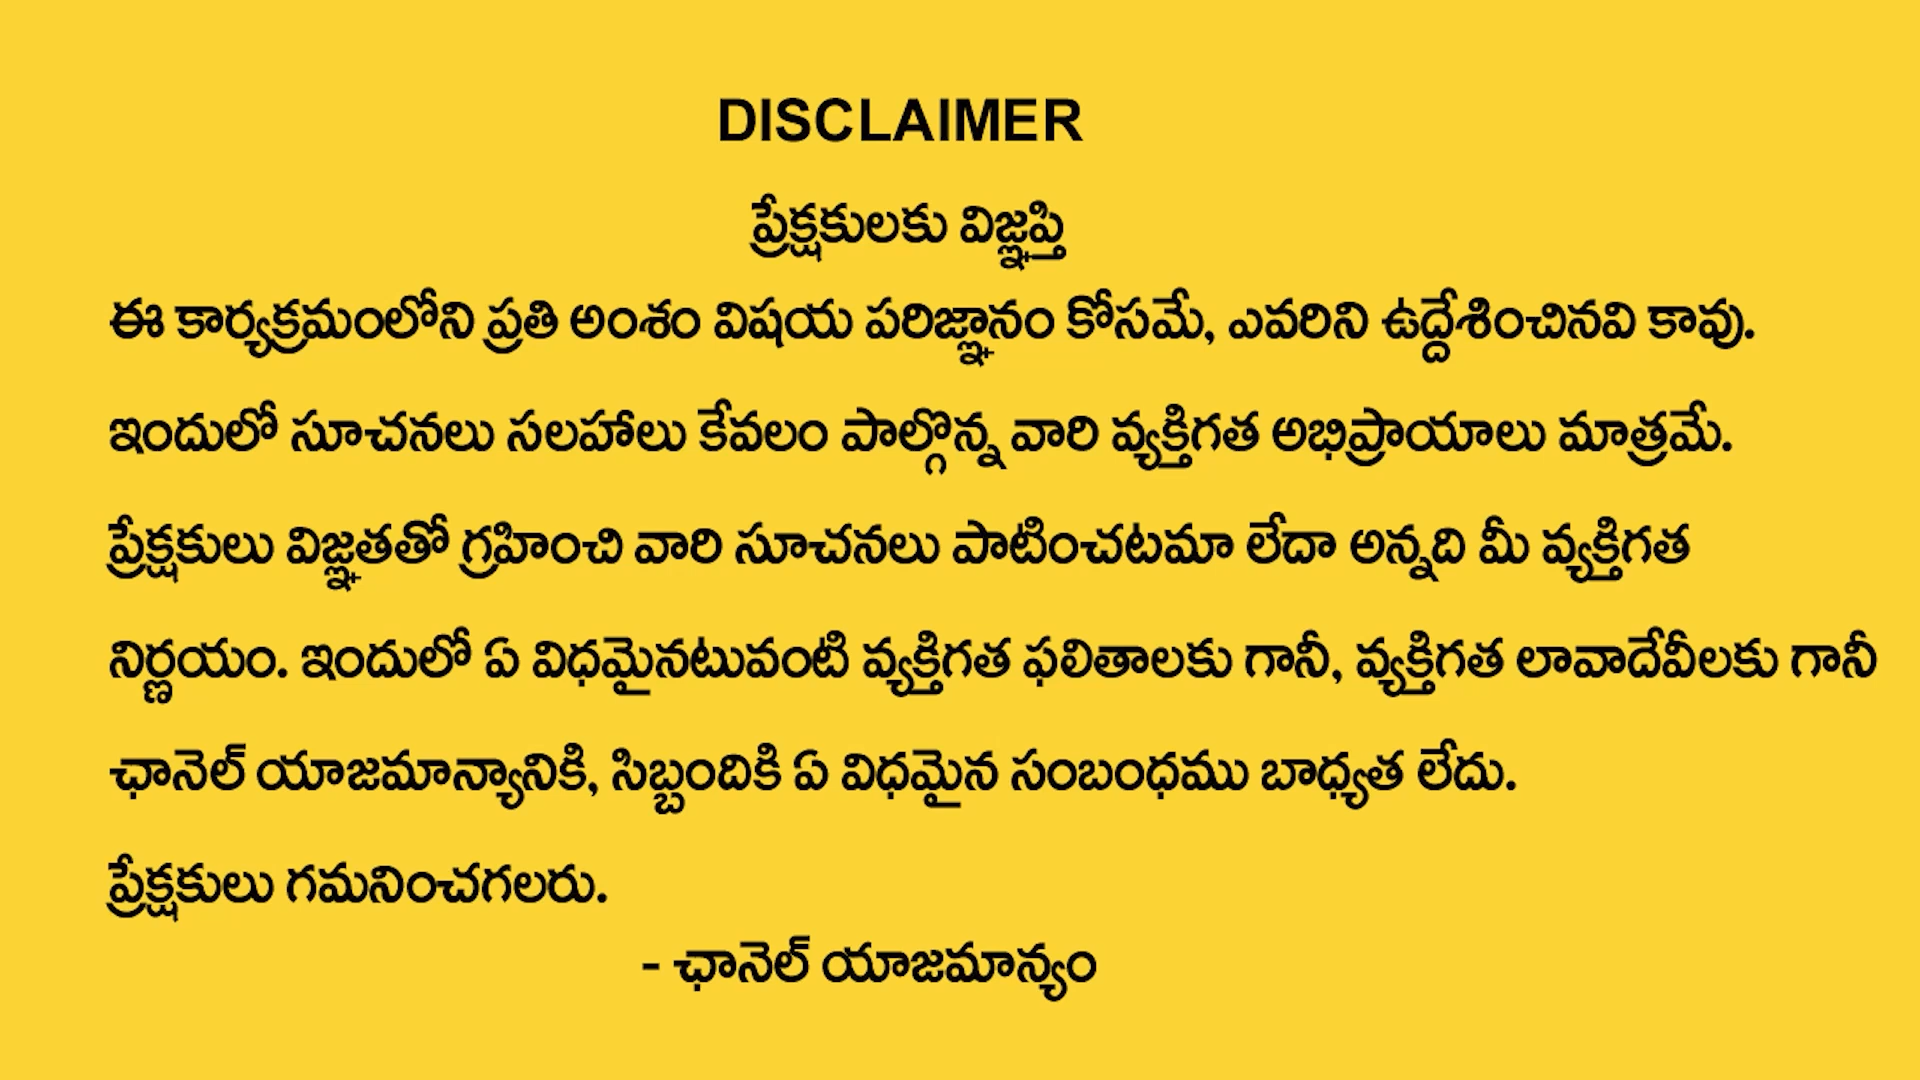 DISCLAIMER
ప్రేక్షకులకు విజ్ఞప్తి
ఈ కార్యక్రమంలోని ప్రతి అంశం విషయ పరిజ్ఞానం కోసమే, ఎవరిని ఉద్దేశించినవి కావు.
ఇందులో సూచనలు సలహాలు కేవలం పాల్గొన్న వారి వ్యక్తిగత అభిప్రాయాలు మాత్రమే.
ప్రేక్షకులు విజ్ఞతతో గ్రహించి వారి సూచనలు పాటించటమా లేదా అన్నది మీ వ్యక్తిగత
నిర్ణయం. ఇందులో ఏ విధమైనటువంటి వ్యక్తిగత ఫలితాలకు గానీ, వ్యక్తిగత లావాదేవీలకు గానీ
ఛానెల్ యాజమాన్యానికి, సిబ్బందికి ఏ విధమైన సంబంధము బాధ్యత లేదు.
ప్రేక్షకులు గమనించగలరు.
- ఛానెల్ యాజమాన్యం